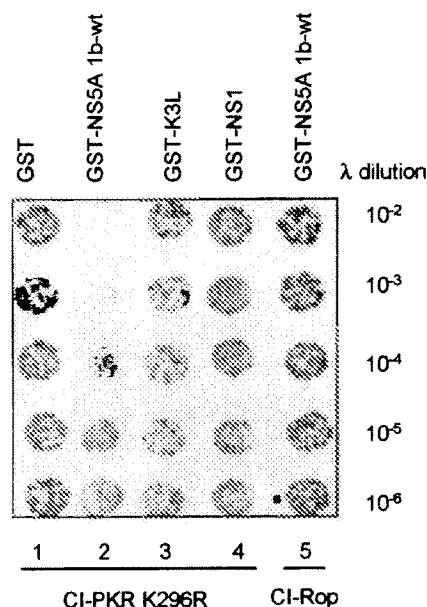 GST
GST-NS5A 1b-wt
GST-K3L
GST-NS1
GST-NS5A 1b-wt
λ dilution
10-2
10-3
10-4
10-5
10-6
1 2 3 4 5
CI-PKR K296R CI-Rop